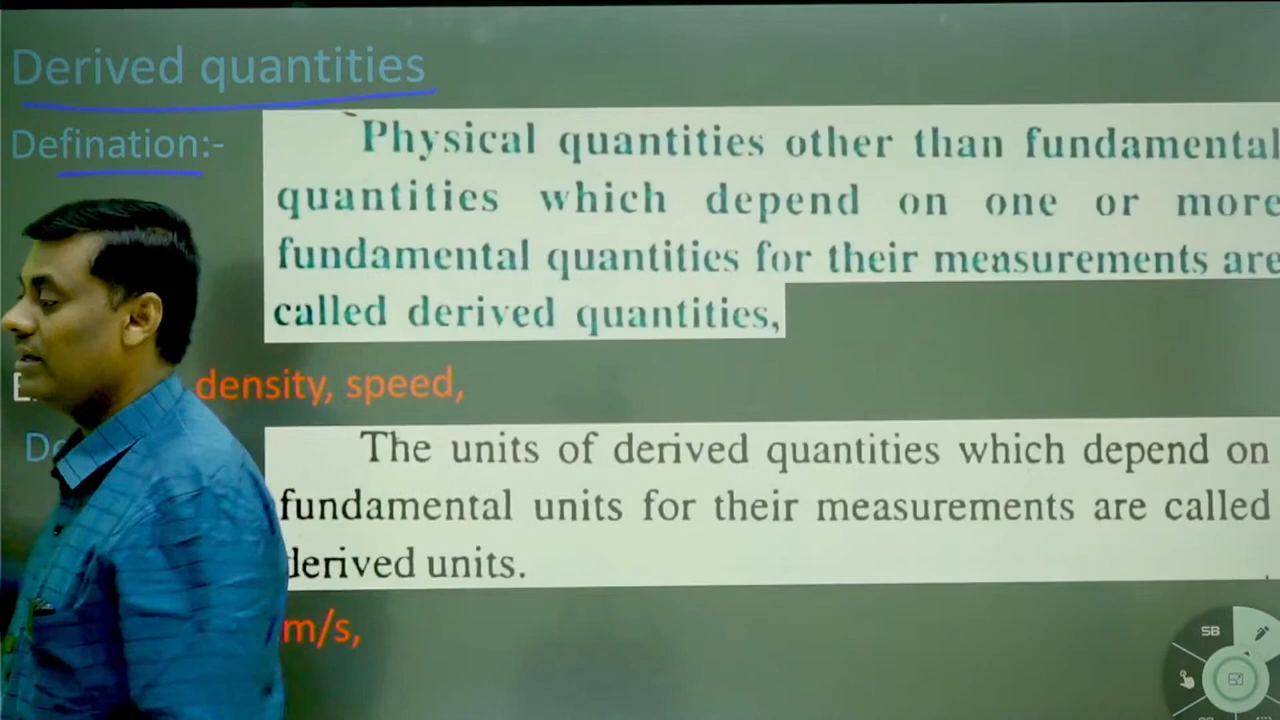 Derived quantities
Defination:-
Physical quantities other than fundamental
quantities which depend on one or more
fundamental quantities for their measurements are
called derived quantities,
density, speed,
The units of derived quantities which depend on
fundamental units for their measurements are called
derived units.
m/s,
SB